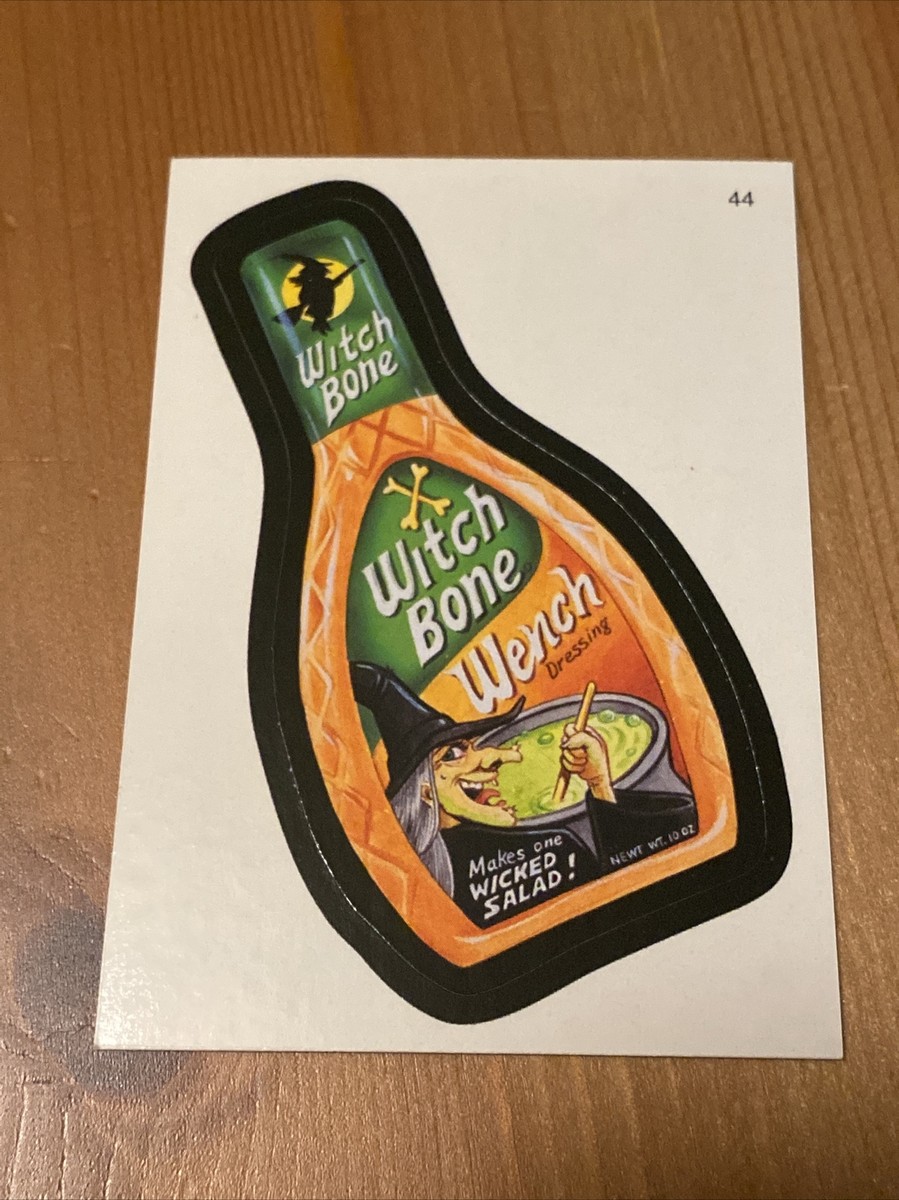 44
Witch
Bone
Witch
Bone
Wench
Dressing
Makes one
WICKED
SALAD!
NEWT WT. 10 OZ